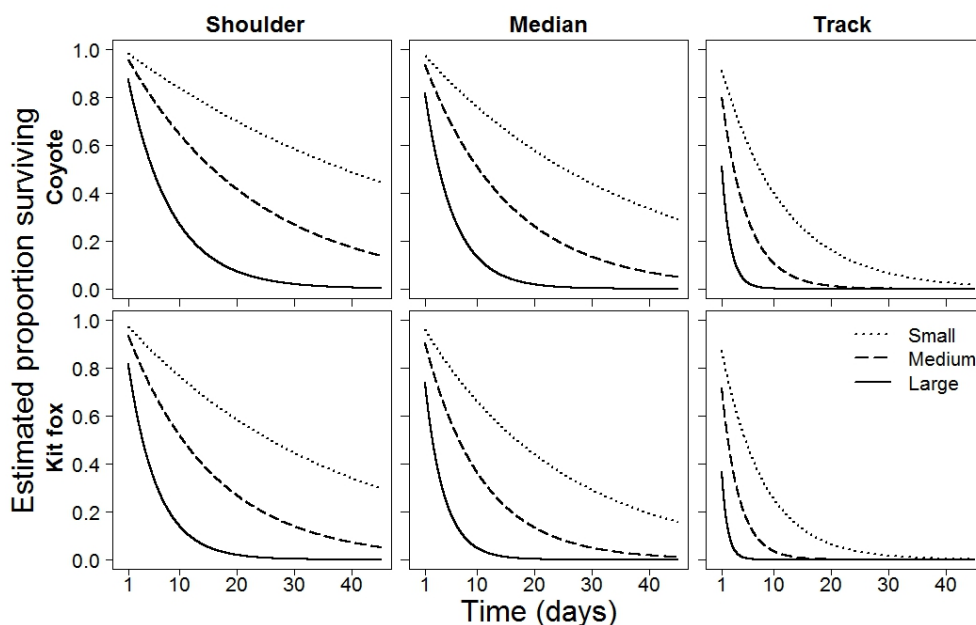 Shoulder Median Track
Estimated proportion surviving
Coyote
1.0
0.8
0.6
0.4
0.2
0.0
Kit fox
1.0
0.8
0.6
0.4
0.2
0.0
Small
Medium
Large
1 10 20 30 40 1 10 20 30 40 1 10 20 30 40
Time (days)